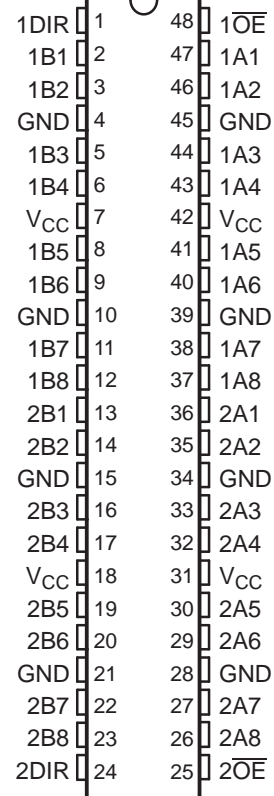 1DIR 1 48 1O̅E̅
1B1 2 47 1A1
1B2 3 46 1A2
GND 4 45 GND
1B3 5 44 1A3
1B4 6 43 1A4
VCC 7 42 VCC
1B5 8 41 1A5
1B6 9 40 1A6
GND 10 39 GND
1B7 11 38 1A7
1B8 12 37 1A8
2B1 13 36 2A1
2B2 14 35 2A2
GND 15 34 GND
2B3 16 33 2A3
2B4 17 32 2A4
VCC 18 31 VCC
2B5 19 30 2A5
2B6 20 29 2A6
GND 21 28 GND
2B7 22 27 2A7
2B8 23 26 2A8
2DIR 24 25 2O̅E̅